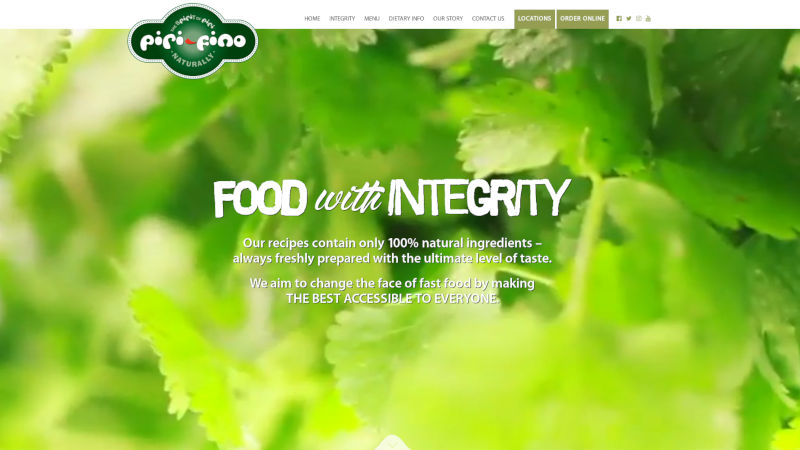 THE SPIRIT OF PIRI
piri-fino
NATURALLY
HOME INTEGRITY MENU DIETARY INFO OUR STORY CONTACT US LOCATIONS ORDER ONLINE
FOOD with INTEGRITY
Our recipes contain only 100% natural ingredients –
always freshly prepared with the ultimate level of taste.
We aim to change the face of fast food by making
THE BEST ACCESSIBLE TO EVERYONE.